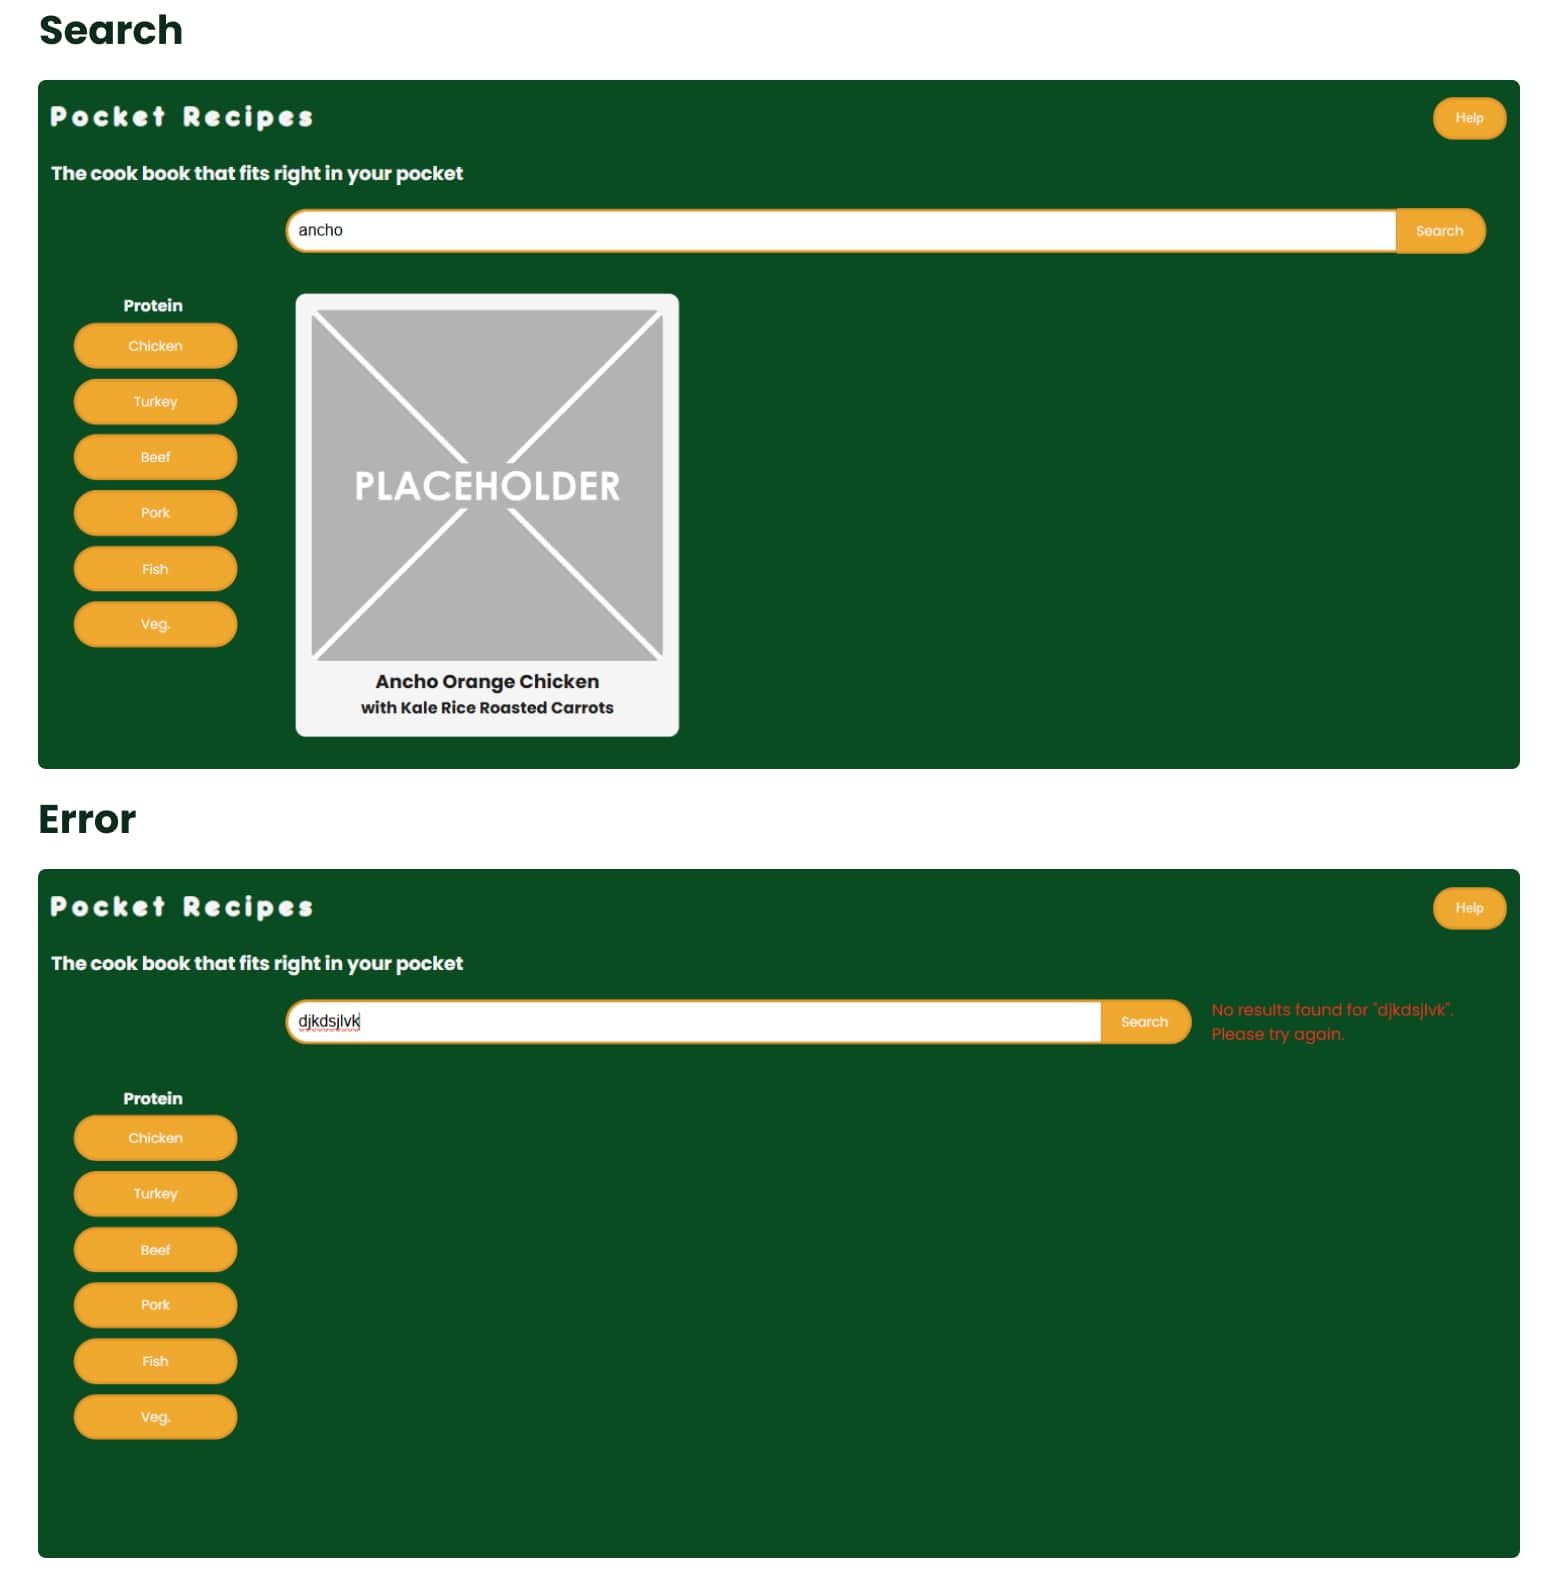 Search
Pocket Recipes
Help
The cook book that fits right in your pocket
ancho
Search
Protein
Chicken
Turkey
Beef
Pork
Fish
Veg.
PLACEHOLDER
Ancho Orange Chicken
with Kale Rice Roasted Carrots
Error
Pocket Recipes
Help
The cook book that fits right in your pocket
djkdsjlvk
Search
No results found for "djkdsjlvk".
Please try again.
Protein
Chicken
Turkey
Beef
Pork
Fish
Veg.